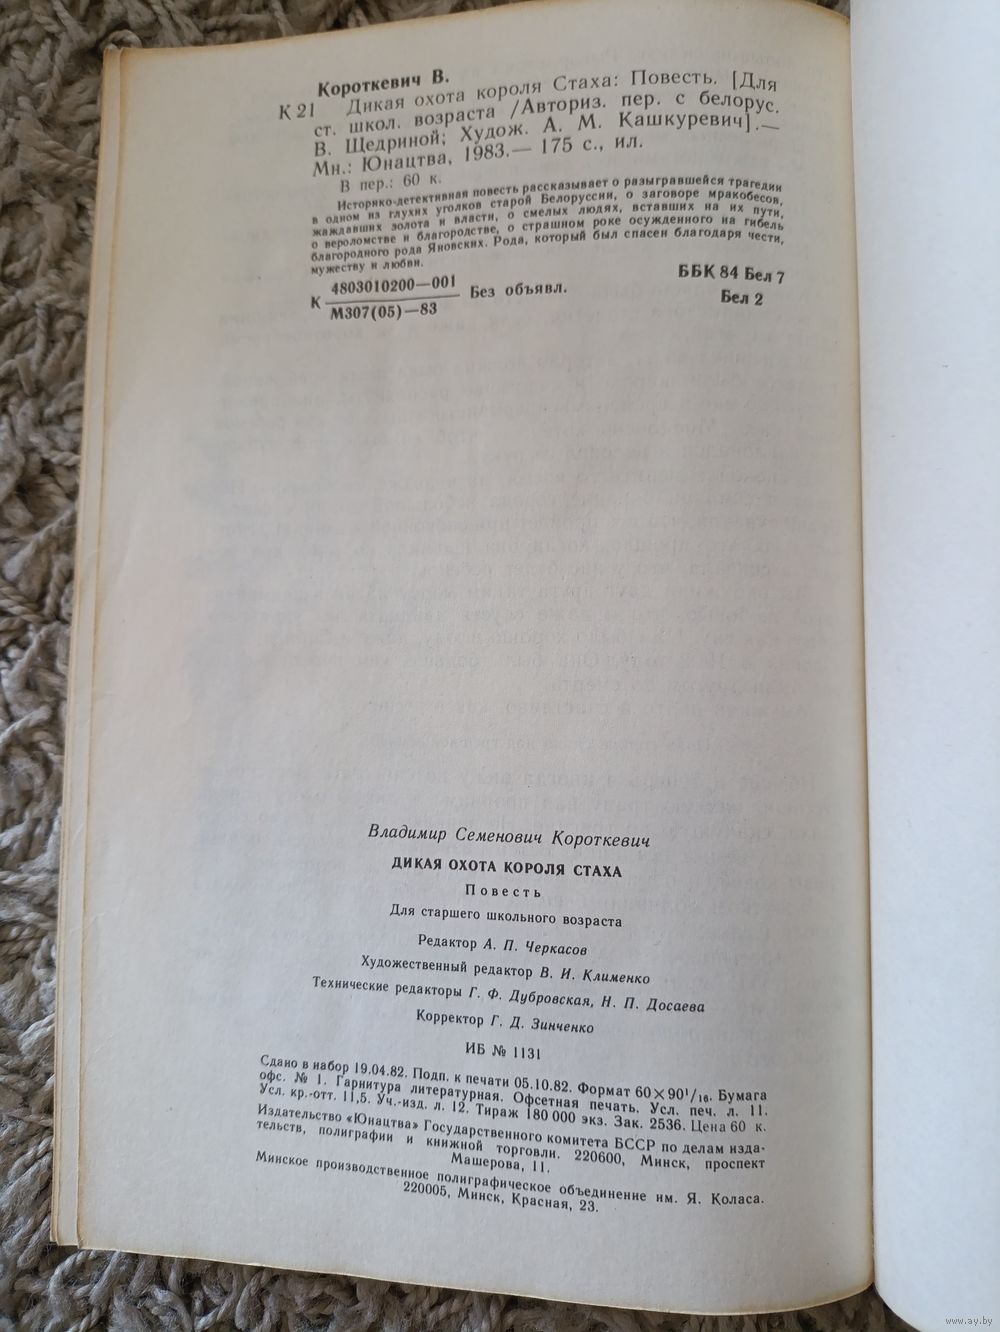 Короткевич В.
К 21 Дикая охота короля Стаха: Повесть. [Для
ст. школ. возраста /Авториз. пер. с белорус.
В. Щедриной; Худож. А. М. Кашкуревич].—
Мн.: Юнацтва, 1983.— 175 с., ил.
В пер.: 60 к.
Историко-детективная повесть рассказывает о разыгравшейся трагедии
в одном из глухих уголков старой Белоруссии, о заговоре мракобесов,
жаждавших золота и власти, о смелых людях, вставших на их пути,
о вероломстве и благородстве, о страшном роке осужденного на гибель
благородного рода Яновских. Рода, который был спасен благодаря чести,
мужеству и любви.
К 4803010200—001 Без объявл.
М307(05)—83
ББК 84 Бел 7
Бел 2
Владимир Семенович Короткевич
ДИКАЯ ОХОТА КОРОЛЯ СТАХА
Повесть
Для старшего школьного возраста
Редактор А. П. Черкасов
Художественный редактор В. И. Клименко
Технические редакторы Г. Ф. Дубровская, Н. П. Досаева
Корректор Г. Д. Зинченко
ИБ № 1131
Сдано в набор 19.04.82. Подп. к печати 05.10.82. Формат 60×90¹/₁₆. Бумага
офс. № 1. Гарнитура литературная. Офсетная печать. Усл. печ. л. 11.
Усл. кр.-отт. 11,5. Уч.-изд. л. 12. Тираж 180 000 экз. Зак. 2536. Цена 60 к.
Издательство «Юнацтва» Государственного комитета БССР по делам изда-
тельств, полиграфии и книжной торговли. 220600, Минск, проспект
Машерова, 11.
Минское производственное полиграфическое объединение им. Я. Коласа.
220005, Минск, Красная, 23.
www.ay.by